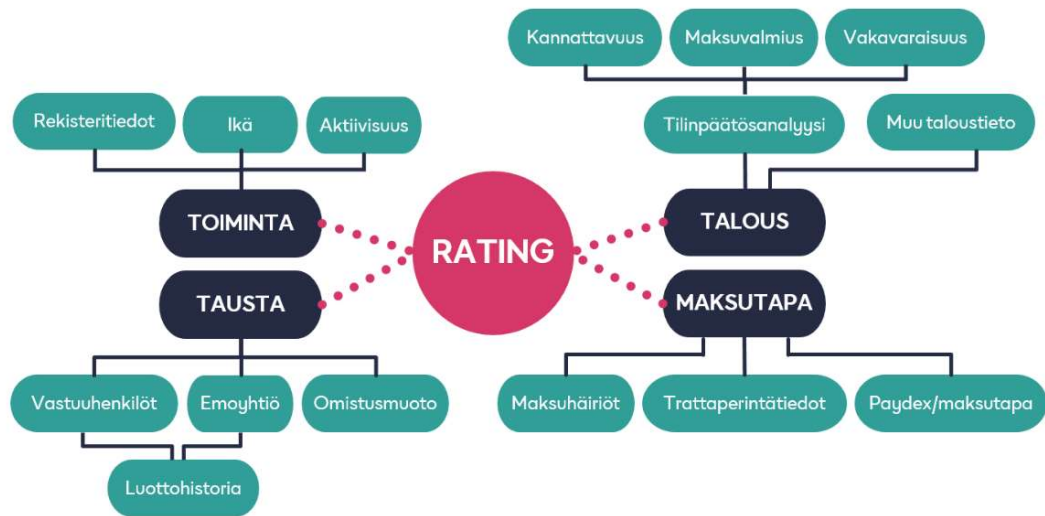 Kannattavuus
Maksuvalmius
Vakavaraisuus
Rekisteritiedot
Ikä
Aktiivisuus
Tilinpäätösanalyysi
Muu taloustieto
TOIMINTA
TALOUS
RATING
TAUSTA
MAKSUTAPA
Vastuuhenkilöt
Emoyhtiö
Omistusmuoto
Maksuhäiriöt
Trattaperintätiedot
Paydex/maksutapa
Luottohistoria